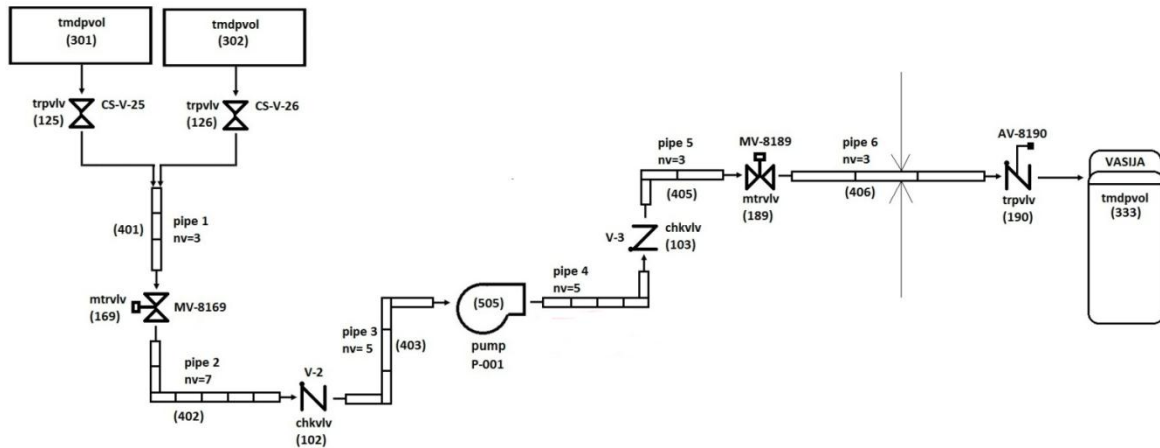 tmdpvol
(301)
tmdpvol
(302)
trpvlv
(125)
CS-V-25
trpvlv
(126)
CS-V-26
(401)
pipe 1
nv=3
mtrvlv
(169)
MV-8169
pipe 2
nv=7
(402)
V-2
chkvlv
(102)
pipe 3
nv= 5
(403)
(505)
pump
P-001
pipe 4
nv=5
V-3
chkvlv
(103)
pipe 5
nv=3
(405)
MV-8189
mtrvlv
(189)
pipe 6
nv=3
(406)
AV-8190
trpvlv
(190)
VASIJA
tmdpvol
(333)